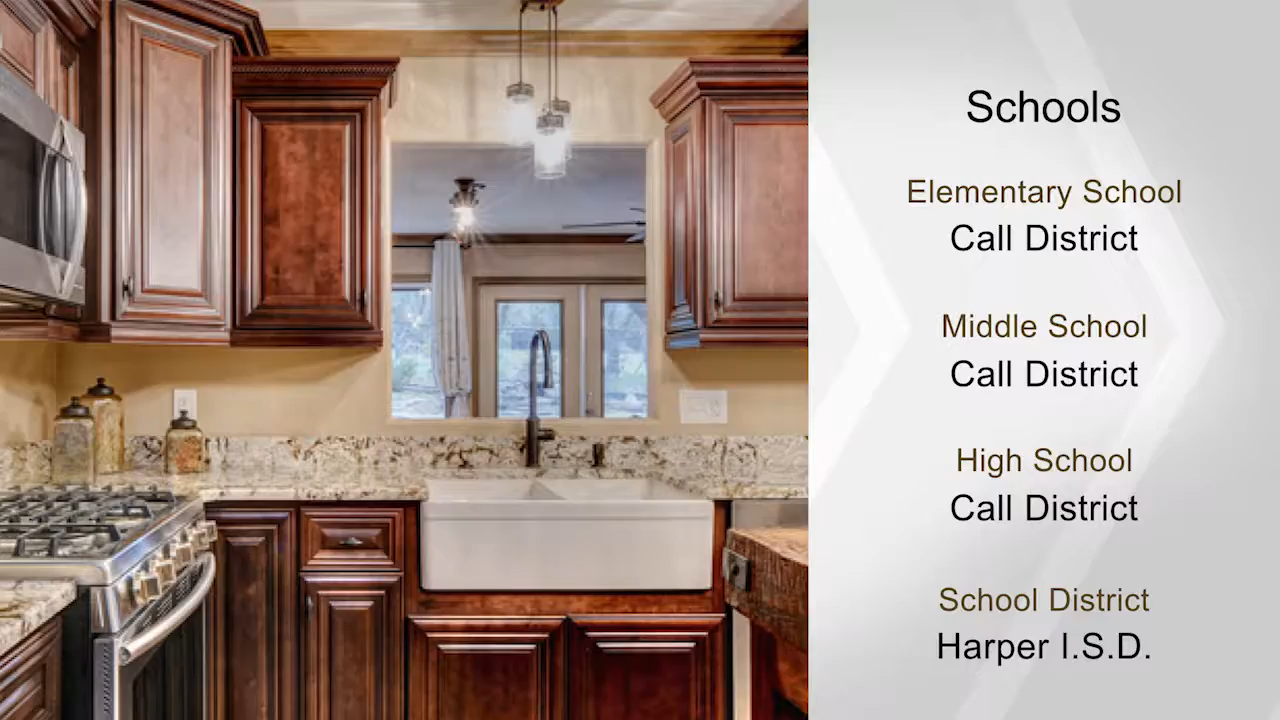 Schools
Elementary School
Call District
Middle School
Call District
High School
Call District
School District
Harper I.S.D.